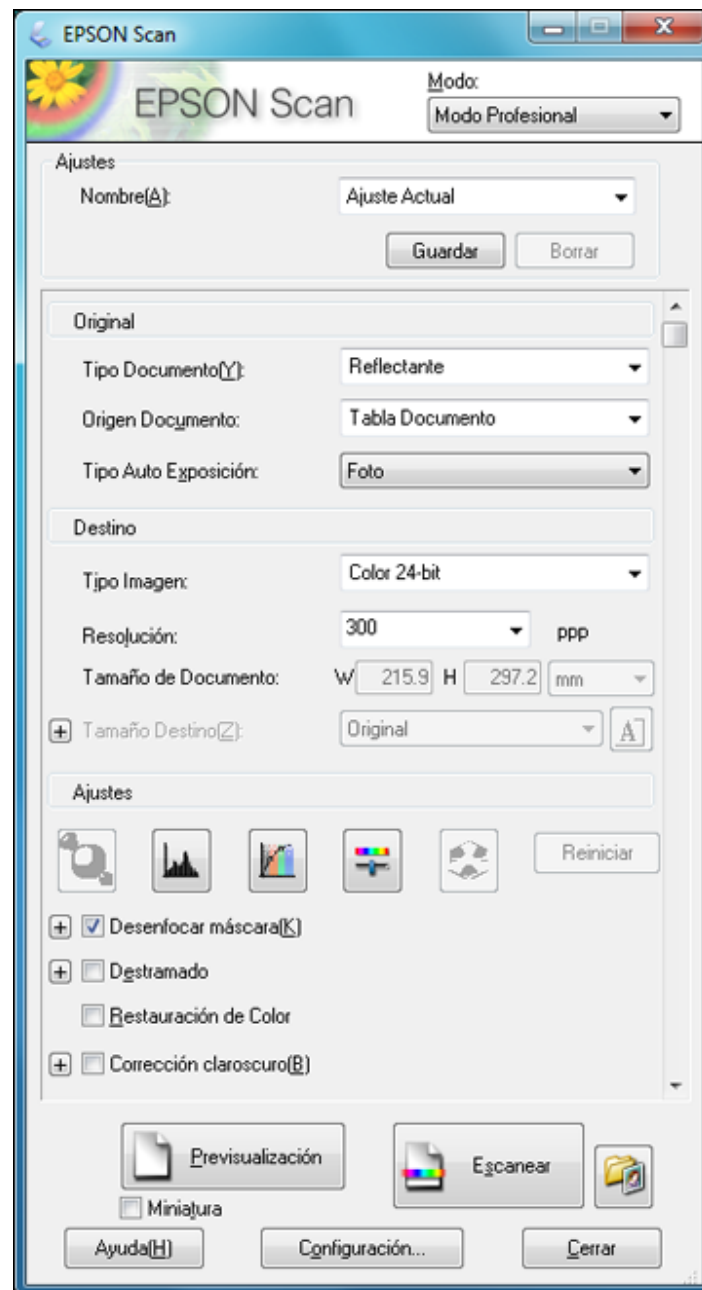 EPSON Scan
EPSON Scan
Modo:
Modo Profesional
Ajustes
Nombre(A):
Ajuste Actual
Guardar
Borrar
Original
Tipo Documento(Y):
Reflectante
Origen Documento:
Tabla Documento
Tipo Auto Exposición:
Foto
Destino
Tipo Imagen:
Color 24-bit
Resolución:
300
ppp
Tamaño de Documento:
W 215.9 H 297.2 mm
Tamaño Destino(Z):
Original
A
Ajustes
Reiniciar
Desenfocar máscara(K)
Destramado
Restauración de Color
Corrección claroscuro(B)
Previsualización
Escanear
Miniatura
Ayuda(H)
Configuración...
Cerrar